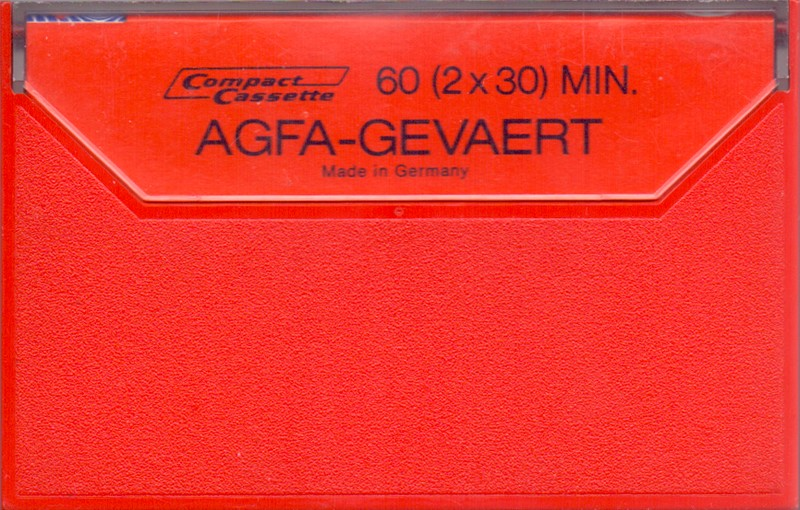 Compact
Cassette
60 (2 x 30) MIN.
AGFA-GEVAERT
Made in Germany